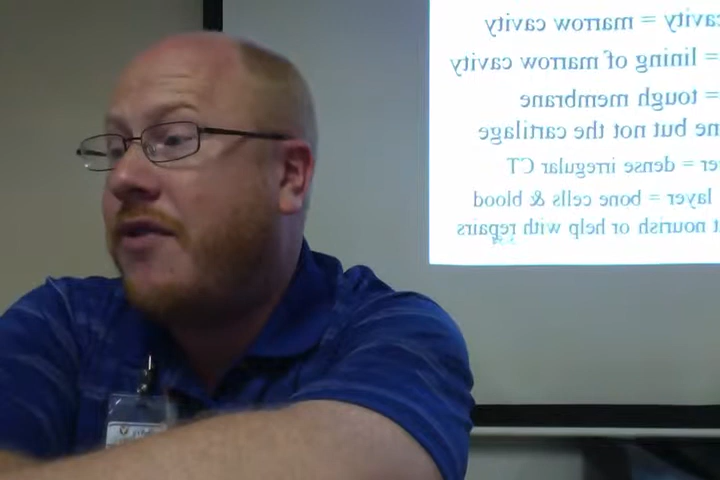 cavity = marrow cavity
= lining of marrow cavity
= tough membrane
but not the cartilage
= dense irregular CT
layer = bone cells & blood
nourish or help with repairs